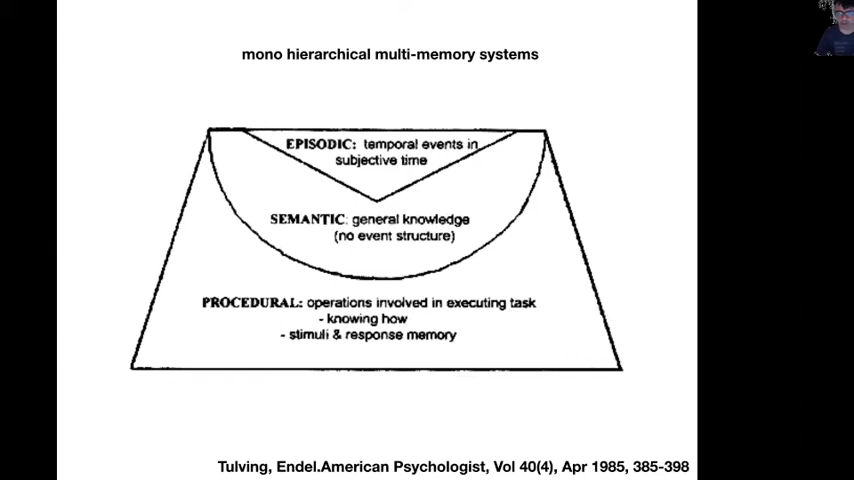 mono hierarchical multi-memory systems
EPISODIC: temporal events in
subjective time
SEMANTIC: general knowledge
(no event structure)
PROCEDURAL: operations involved in executing task
- knowing how
- stimuli & response memory
Tulving, Endel.American Psychologist, Vol 40(4), Apr 1985, 385-398